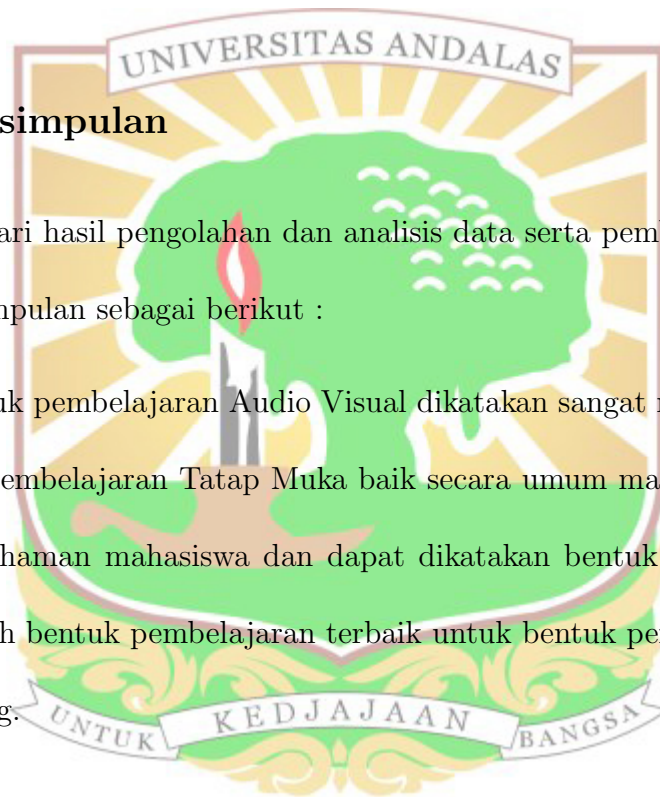 UNIVERSITAS ANDALAS
simpulan
ari hasil pengolahan dan analisis data serta pem
mpulan sebagai berikut :
uk pembelajaran Audio Visual dikatakan sangat
embelajaran Tatap Muka baik secara umum ma
haman mahasiswa dan dapat dikatakan bentuk
h bentuk pembelajaran terbaik untuk bentuk pe
g.
UNTUK KEDJAJAAN BANGSA